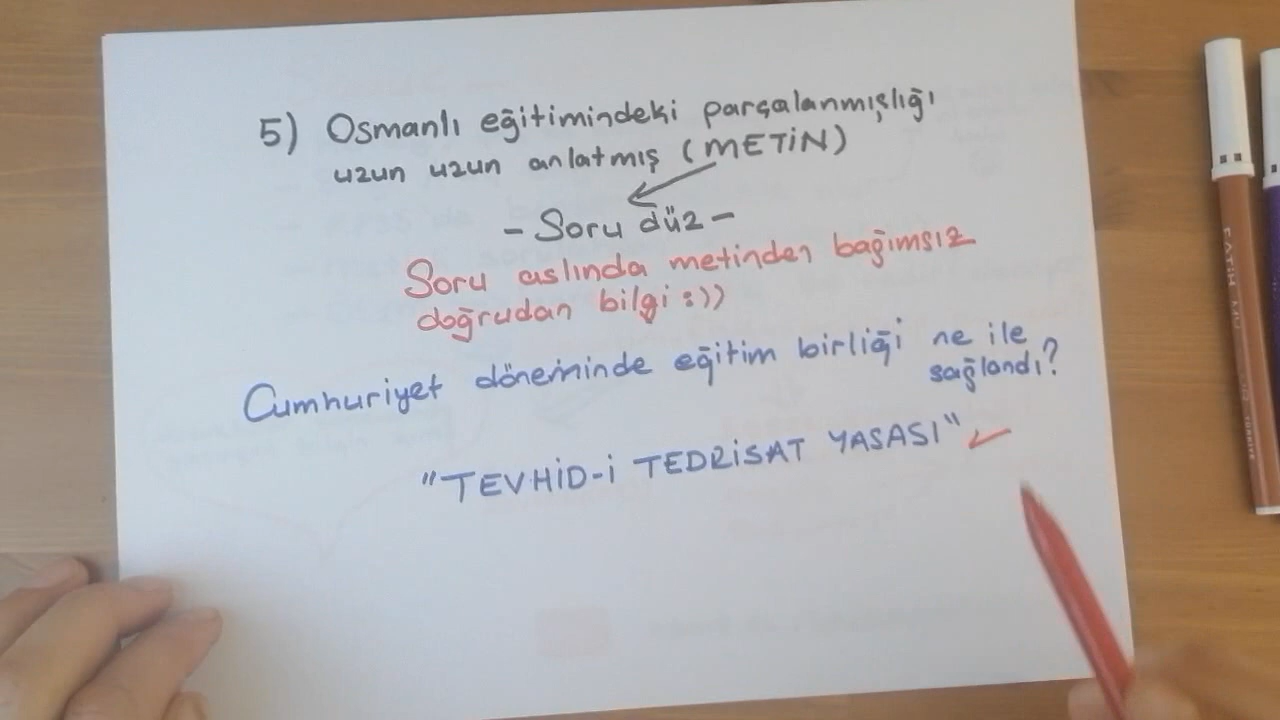 5) Osmanlı eğitimindeki parçalanmışlığı
uzun uzun anlatmış (METİN)
- Soru düz -
Soru aslında metinden bağımsız
doğrudan bilgi :))
Cumhuriyet döneminde eğitim birliği ne ile
sağlandı?
"TEVHİD-İ TEDRİSAT YASASI"
FATİH